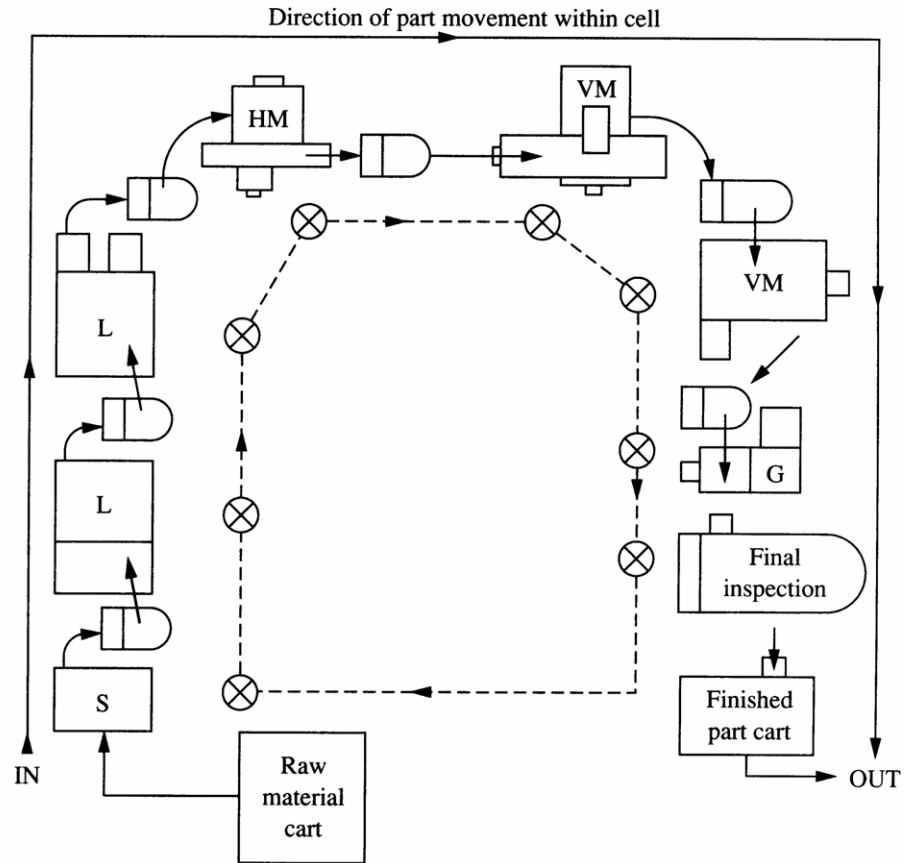 Direction of part movement within cell
HM
VM
L
VM
L
G
Final
inspection
S
Finished
part cart
IN
Raw
material
cart
OUT